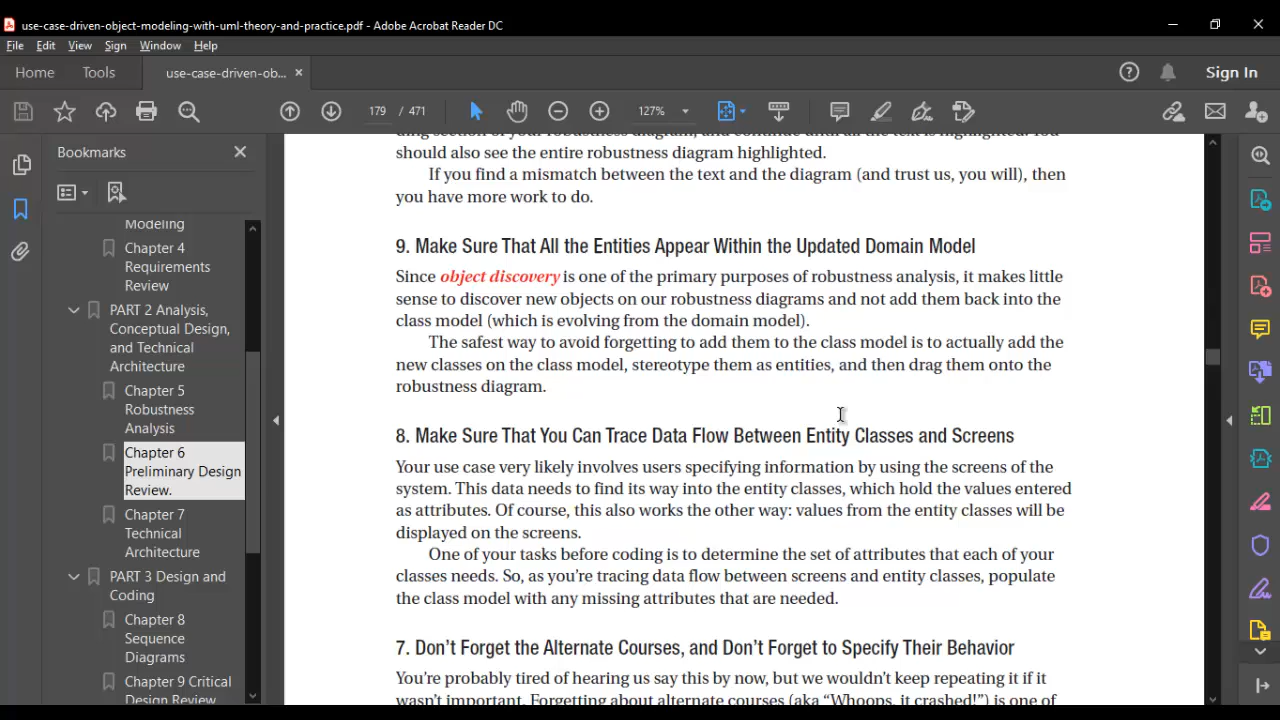 use-case-driven-object-modeling-with-uml-theory-and-practice.pdf - Adobe Acrobat Reader DC
File Edit View Sign Window Help
Home Tools use-case-driven-ob... × Sign In
179 / 471 127%
Bookmarks
Modeling
Chapter 4
Requirements
Review
PART 2 Analysis,
Conceptual Design,
and Technical
Architecture
Chapter 5
Robustness
Analysis
Chapter 6
Preliminary Design
Review.
Chapter 7
Technical
Architecture
PART 3 Design and
Coding
Chapter 8
Sequence
Diagrams
Chapter 9 Critical
Design Review
ding section of your robustness diagram, and continue until all the text is highlighted. You
should also see the entire robustness diagram highlighted.
If you find a mismatch between the text and the diagram (and trust us, you will), then
you have more work to do.
9. Make Sure That All the Entities Appear Within the Updated Domain Model
Since object discovery is one of the primary purposes of robustness analysis, it makes little
sense to discover new objects on our robustness diagrams and not add them back into the
class model (which is evolving from the domain model).
The safest way to avoid forgetting to add them to the class model is to actually add the
new classes on the class model, stereotype them as entities, and then drag them onto the
robustness diagram.
8. Make Sure That You Can Trace Data Flow Between Entity Classes and Screens
Your use case very likely involves users specifying information by using the screens of the
system. This data needs to find its way into the entity classes, which hold the values entered
as attributes. Of course, this also works the other way: values from the entity classes will be
displayed on the screens.
One of your tasks before coding is to determine the set of attributes that each of your
classes needs. So, as you're tracing data flow between screens and entity classes, populate
the class model with any missing attributes that are needed.
7. Don't Forget the Alternate Courses, and Don't Forget to Specify Their Behavior
You're probably tired of hearing us say this by now, but we wouldn't keep repeating it if it
wasn't important. Forgetting about alternate courses (aka "Whoops, it crashed!") is one of